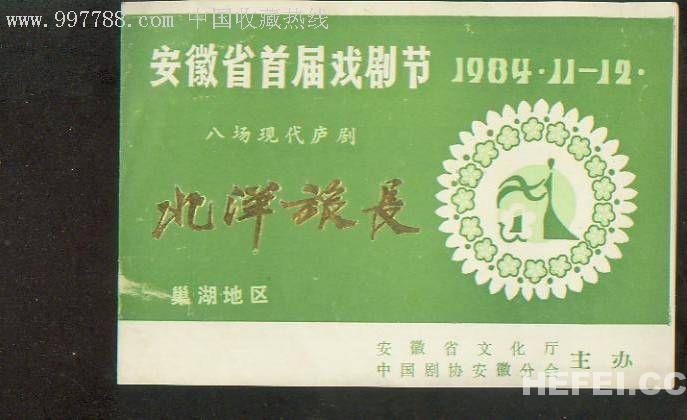 www.997788.com 中国收藏热线
安徽省首届戏剧节 1984·11—12·
八场现代庐剧
北洋旅長
巢湖地区
安徽省文化厅
中国剧协安徽分会
主办
HEFEI.CC